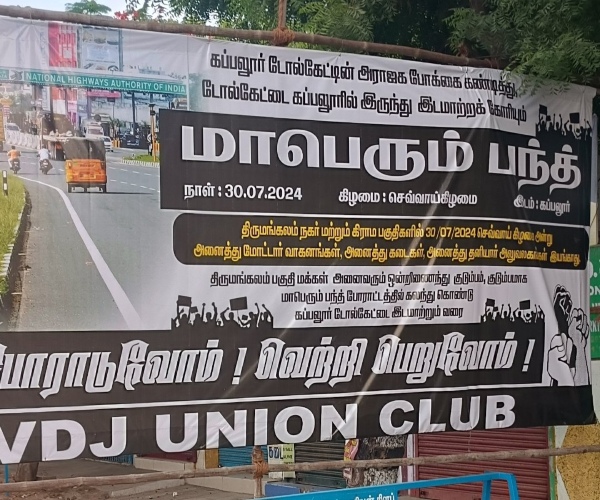 கப்பலூர் டோல்கேட்டின் அராஜக போக்கை கண்டித்து,
டோல்கேட்டை கப்பலூரில் இருந்து இடமாற்றக் கோரியும்
NATIONAL HIGHWAYS AUTHORITY OF INDIA
மாபெரும் பந்த்
நாள் : 30.07.2024 கிழமை : செவ்வாய்கிழமை இடம் : கப்பலூர்
திருமங்கலம் நகர் மற்றும் கிராம பகுதிகளில் 30/07/2024 செவ்வாய் கிழமை அன்று
அனைத்து மோட்டார் வாகனங்கள், அனைத்து கடைகள், அனைத்து தனியார் அலுவலகங்கள் இயங்காது.
திருமங்கலம் பகுதி மக்கள் அனைவரும் ஒன்றிணைந்து குடும்பம், குடும்பமாக
மாபெரும் பந்த் போராட்டத்தில் கலந்து கொண்டு
கப்பலூர் டோல்கேட்டை இடமாற்றும் வரை
போராடுவோம் ! வெற்றி பெறுவோம் !
VDJ UNION CLUB